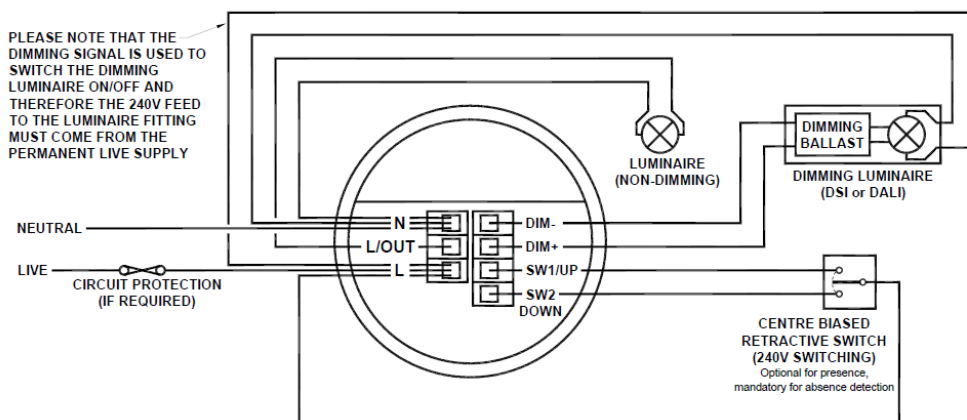 PLEASE NOTE THAT THE
DIMMING SIGNAL IS USED TO
SWITCH THE DIMMING
LUMINAIRE ON/OFF AND
THEREFORE THE 240V FEED
TO THE LUMINAIRE FITTING
MUST COME FROM THE
PERMANENT LIVE SUPPLY
LUMINAIRE
(NON-DIMMING)
DIMMING
BALLAST
DIMMING LUMINAIRE
(DSI or DALI)
NEUTRAL
N
L/OUT
L
DIM-
DIM+
SW1/UP
SW2
DOWN
LIVE
CIRCUIT PROTECTION
(IF REQUIRED)
CENTRE BIASED
RETRACTIVE SWITCH
(240V SWITCHING)
Optional for presence,
mandatory for absence detection